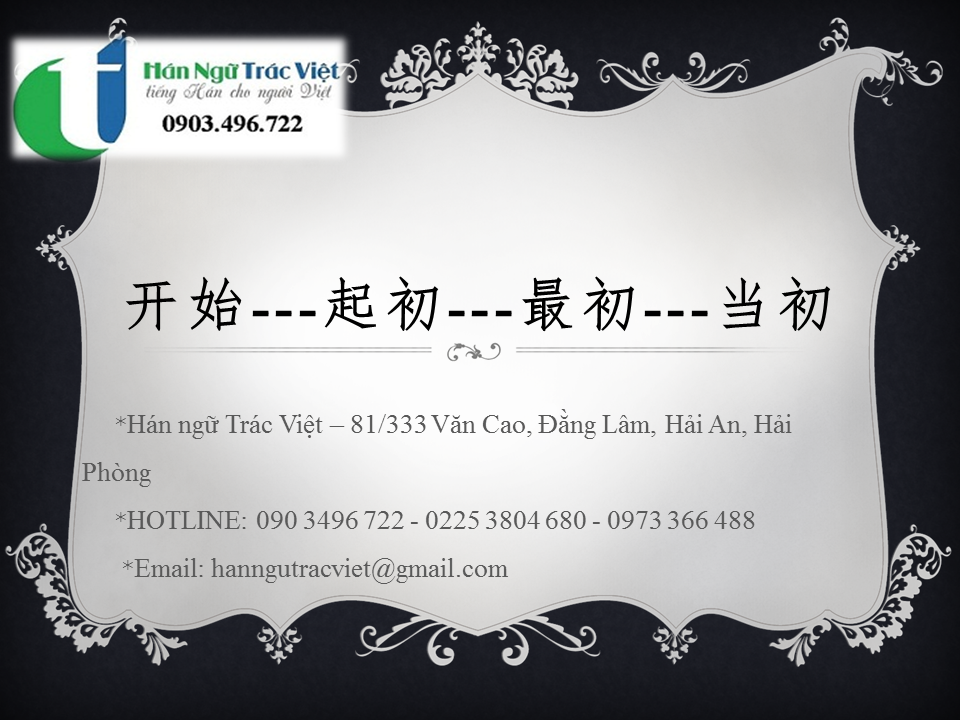 Hán Ngữ Trác Việt
tiếng Hán cho người Việt
0903.496.722
开始---起初---最初---当初
*Hán ngữ Trác Việt – 81/333 Văn Cao, Đằng Lâm, Hải An, Hải
Phòng
*HOTLINE: 090 3496 722 - 0225 3804 680 - 0973 366 488
*Email: hanngutracviet@gmail.com